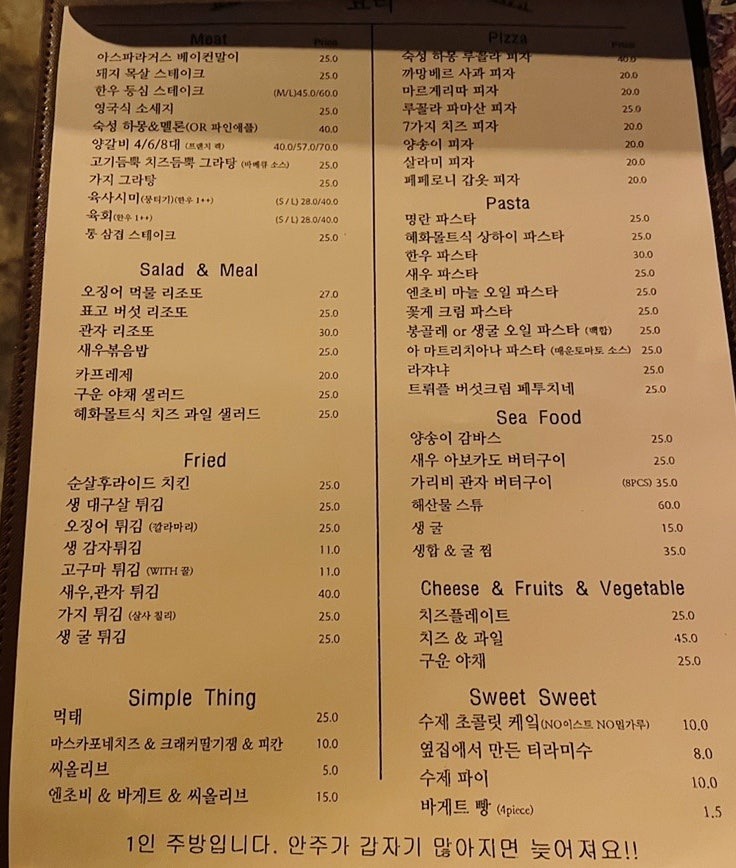 요리
Meat
Price
아스파라거스 베이컨말이 25.0
돼지 목살 스테이크 25.0
한우 등심 스테이크 (M/L)45.0/60.0
영국식 소세지 25.0
숙성 하몽&멜론(OR 파인애플) 40.0
양갈비 4/6/8대 (프랜치 랙) 40.0/57.0/70.0
고기듬뿍 치즈듬뿍 그라탕 (바베큐 소스) 25.0
가지 그라탕 25.0
육사시미(뭉티기)(한우 1++) (S / L) 28.0/40.0
육회(한우 1++) (S / L) 28.0/40.0
통 삼겹 스테이크 25.0
Salad & Meal
오징어 먹물 리조또 27.0
표고 버섯 리조또 25.0
관자 리조또 30.0
새우볶음밥 25.0
카프레제 20.0
구운 야채 샐러드 25.0
혜화몰트식 치즈 과일 샐러드 25.0
Fried
순살후라이드 치킨 25.0
생 대구살 튀김 25.0
오징어 튀김 (깔라마리) 25.0
생 감자튀김 11.0
고구마 튀김 (WITH 꿀) 11.0
새우,관자 튀김 40.0
가지 튀김 (살사 칠리) 25.0
생 굴 튀김 25.0
Simple Thing
먹태 25.0
마스카포네치즈 & 크래커딸기잼 & 피칸 10.0
씨올리브 5.0
엔초비 & 바게트 & 씨올리브 15.0
Pizza
Price
숙성 하몽 루꼴라 피자 40.0
까망베르 사과 피자 20.0
마르게리따 피자 20.0
루꼴라 파마산 피자 25.0
7가지 치즈 피자 20.0
양송이 피자 20.0
살라미 피자 20.0
페페로니 갑옷 피자 20.0
Pasta
명란 파스타 25.0
혜화몰트식 상하이 파스타 25.0
한우 파스타 30.0
새우 파스타 25.0
엔초비 마늘 오일 파스타 25.0
꽃게 크림 파스타 25.0
봉골레 or 생굴 오일 파스타 (백합) 25.0
아 마트리치아나 파스타 (매운토마토 소스) 25.0
라쟈냐 25.0
트뤼플 버섯크림 페투치네 25.0
Sea Food
양송이 감바스 25.0
새우 아보카도 버터구이 25.0
가리비 관자 버터구이 (8PCS) 35.0
해산물 스튜 60.0
생 굴 15.0
생합 & 굴 찜 35.0
Cheese & Fruits & Vegetable
치즈플레이트 25.0
치즈 & 과일 45.0
구운 야채 25.0
Sweet Sweet
수제 초콜릿 케잌(NO이스트 NO밀가루) 10.0
옆집에서 만든 티라미수 8.0
수제 파이 10.0
바게트 빵 (4piece) 1.5
1인 주방입니다. 안주가 갑자기 많아지면 늦어져요!!